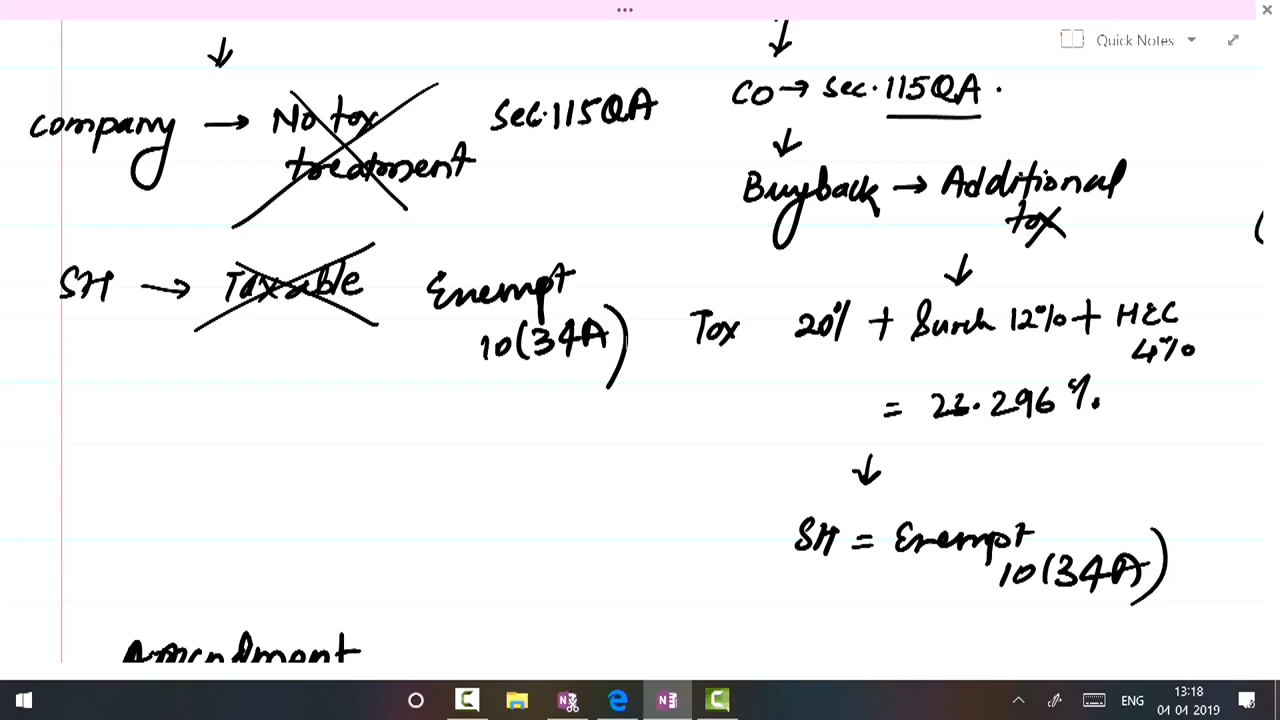 Quick Notes
company → No tax treatment Sec.115QA
SH → Taxable Exempt 10(34A)
CO → Sec.115QA.
Buyback → Additional tax
Tax 20% + Surch 12% + HEC 4%
= 23.296%.
SH = Exempt 10(34A)
Amendment
ENG
13:18
04-04-2019